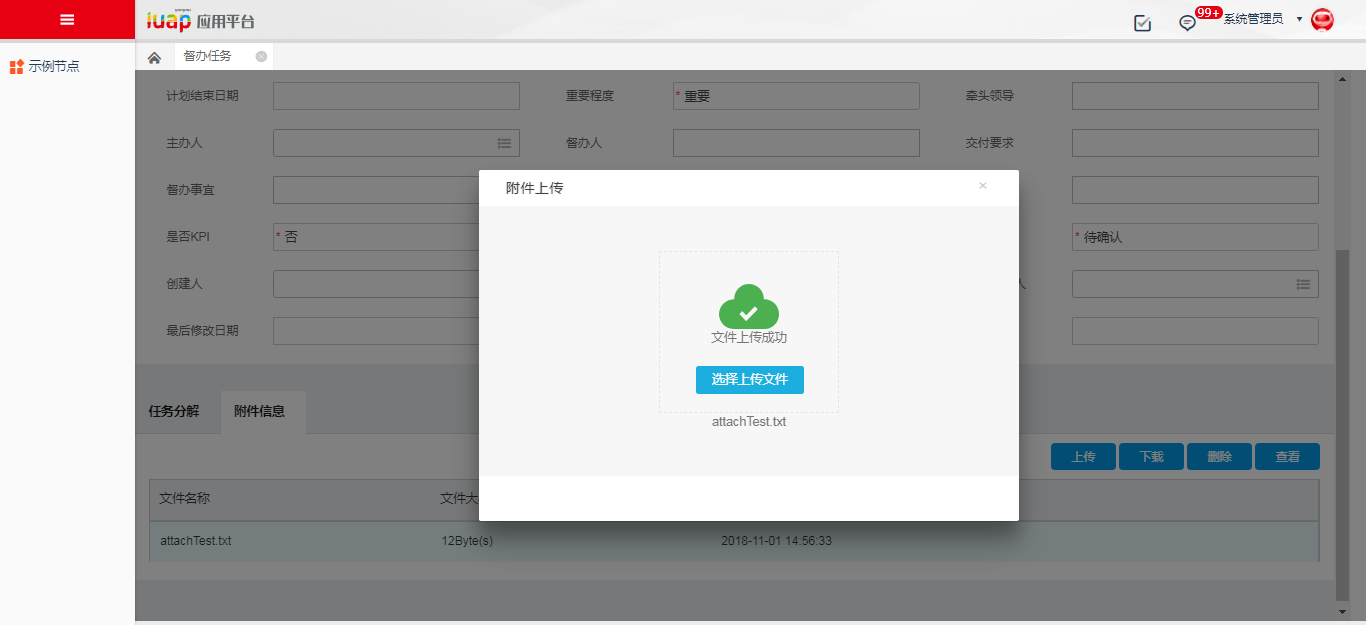 yonyou
iuap 应用平台
99+
系统管理员
示例节点
督办任务
计划结束日期
重要程度
* 重要
牵头领导
主办人
督办人
交付要求
督办事宜
附件上传
×
是否KPI
* 否
* 待确认
创建人
人
最后修改日期
文件上传成功
选择上传文件
attachTest.txt
任务分解
附件信息
上传
下载
删除
查看
文件名称
文件大
attachTest.txt
12Byte(s)
2018-11-01 14:56:33